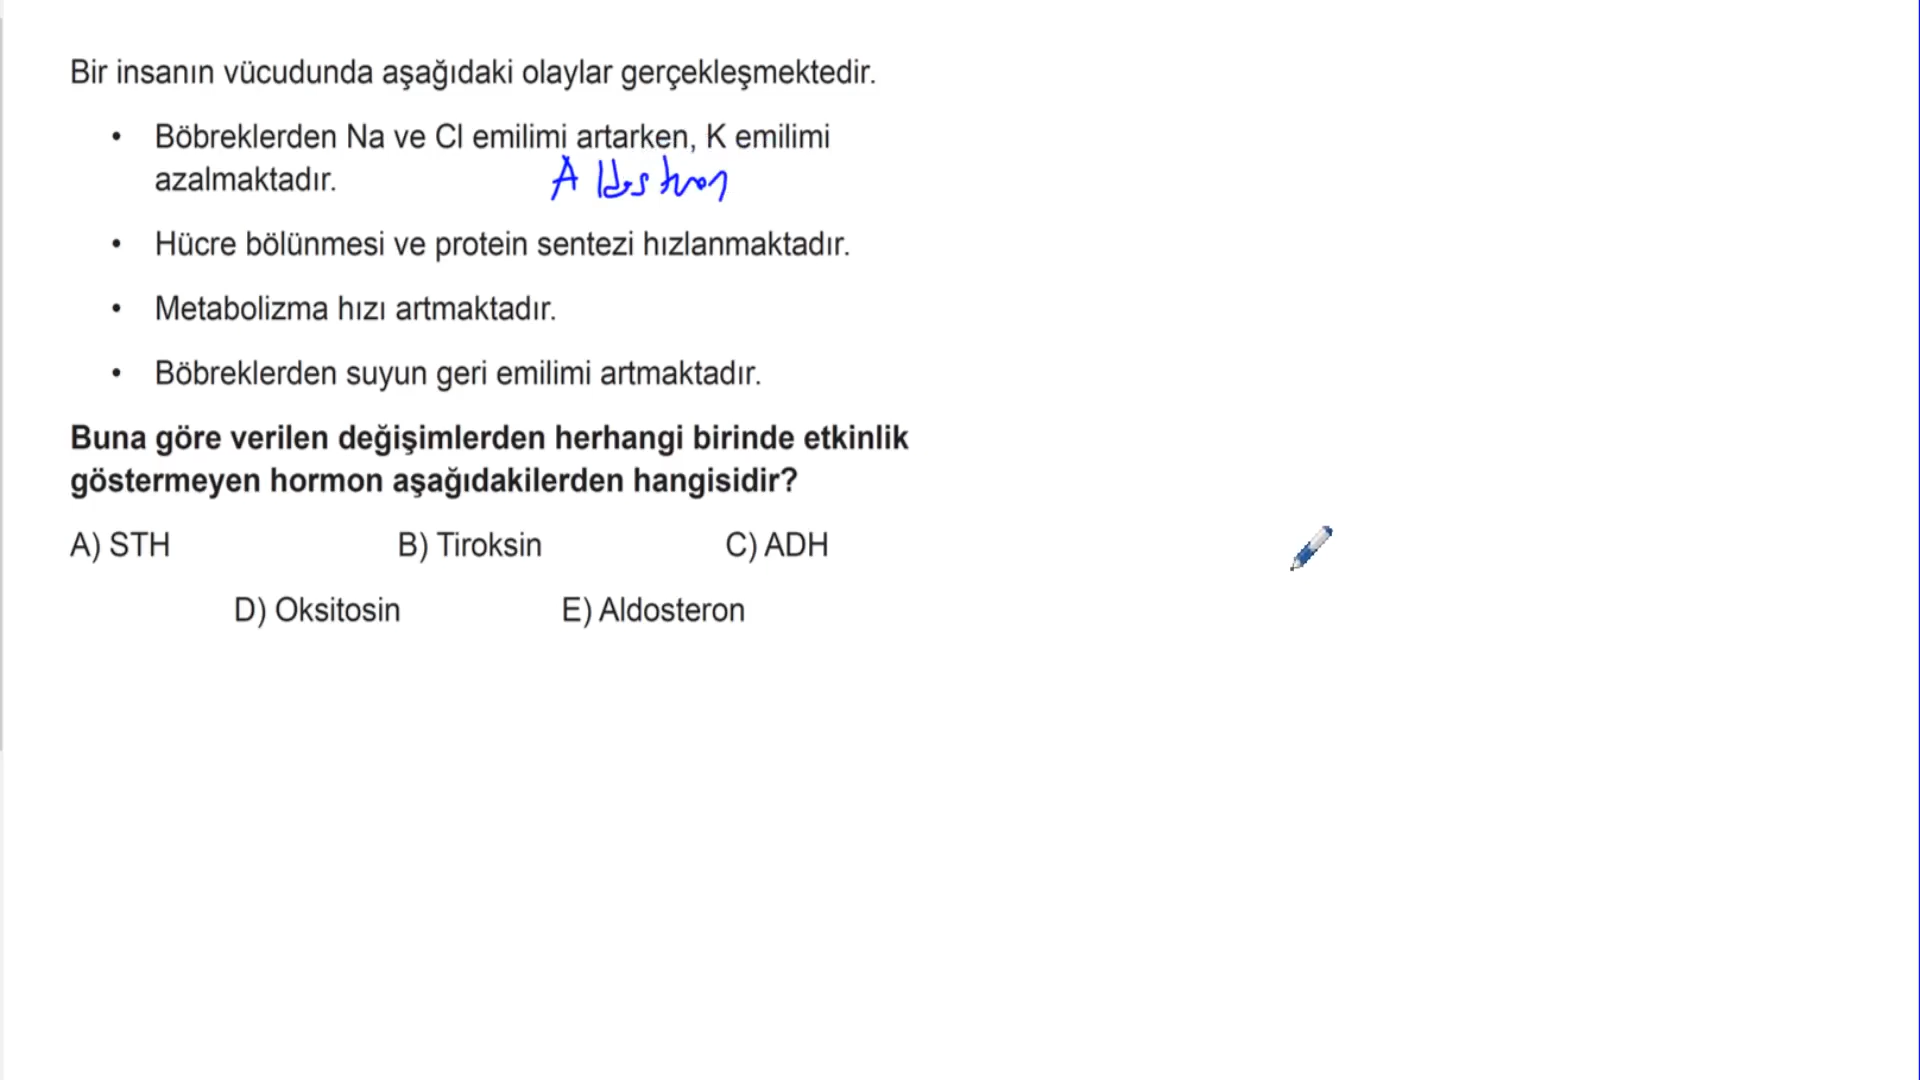 Bir insanın vücudunda aşağıdaki olaylar gerçekleşmektedir.
• Böbreklerden Na ve Cl emilimi artarken, K emilimi
azalmaktadır.
Aldostron
• Hücre bölünmesi ve protein sentezi hızlanmaktadır.
• Metabolizma hızı artmaktadır.
• Böbreklerden suyun geri emilimi artmaktadır.
Buna göre verilen değişimlerden herhangi birinde etkinlik
göstermeyen hormon aşağıdakilerden hangisidir?
A) STH B) Tiroksin C) ADH
D) Oksitosin E) Aldosteron